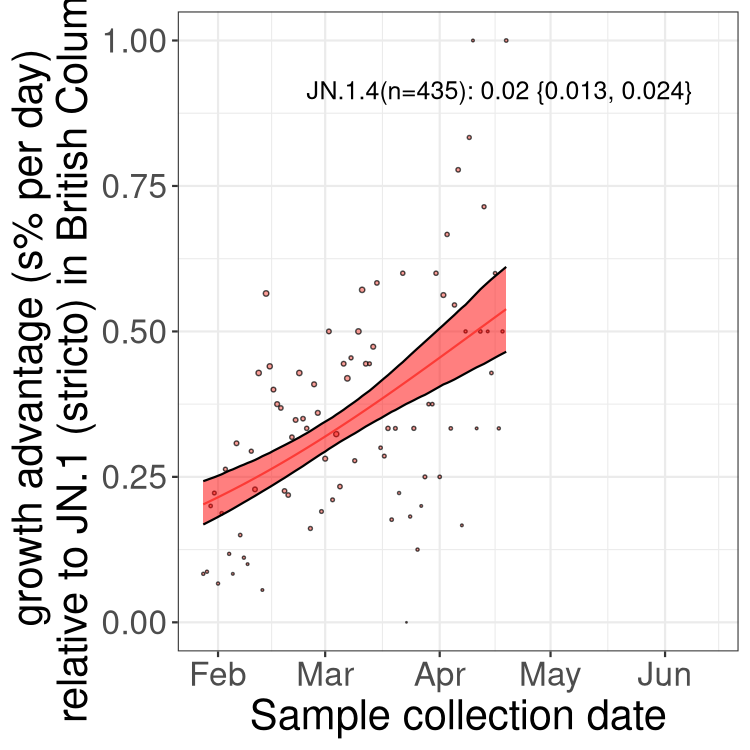 growth advantage (s% per day)
relative to JN.1 (stricto) in British Colum
1.00
0.75
0.50
0.25
0.00
JN.1.4(n=435): 0.02 {0.013, 0.024}
Feb Mar Apr May Jun
Sample collection date